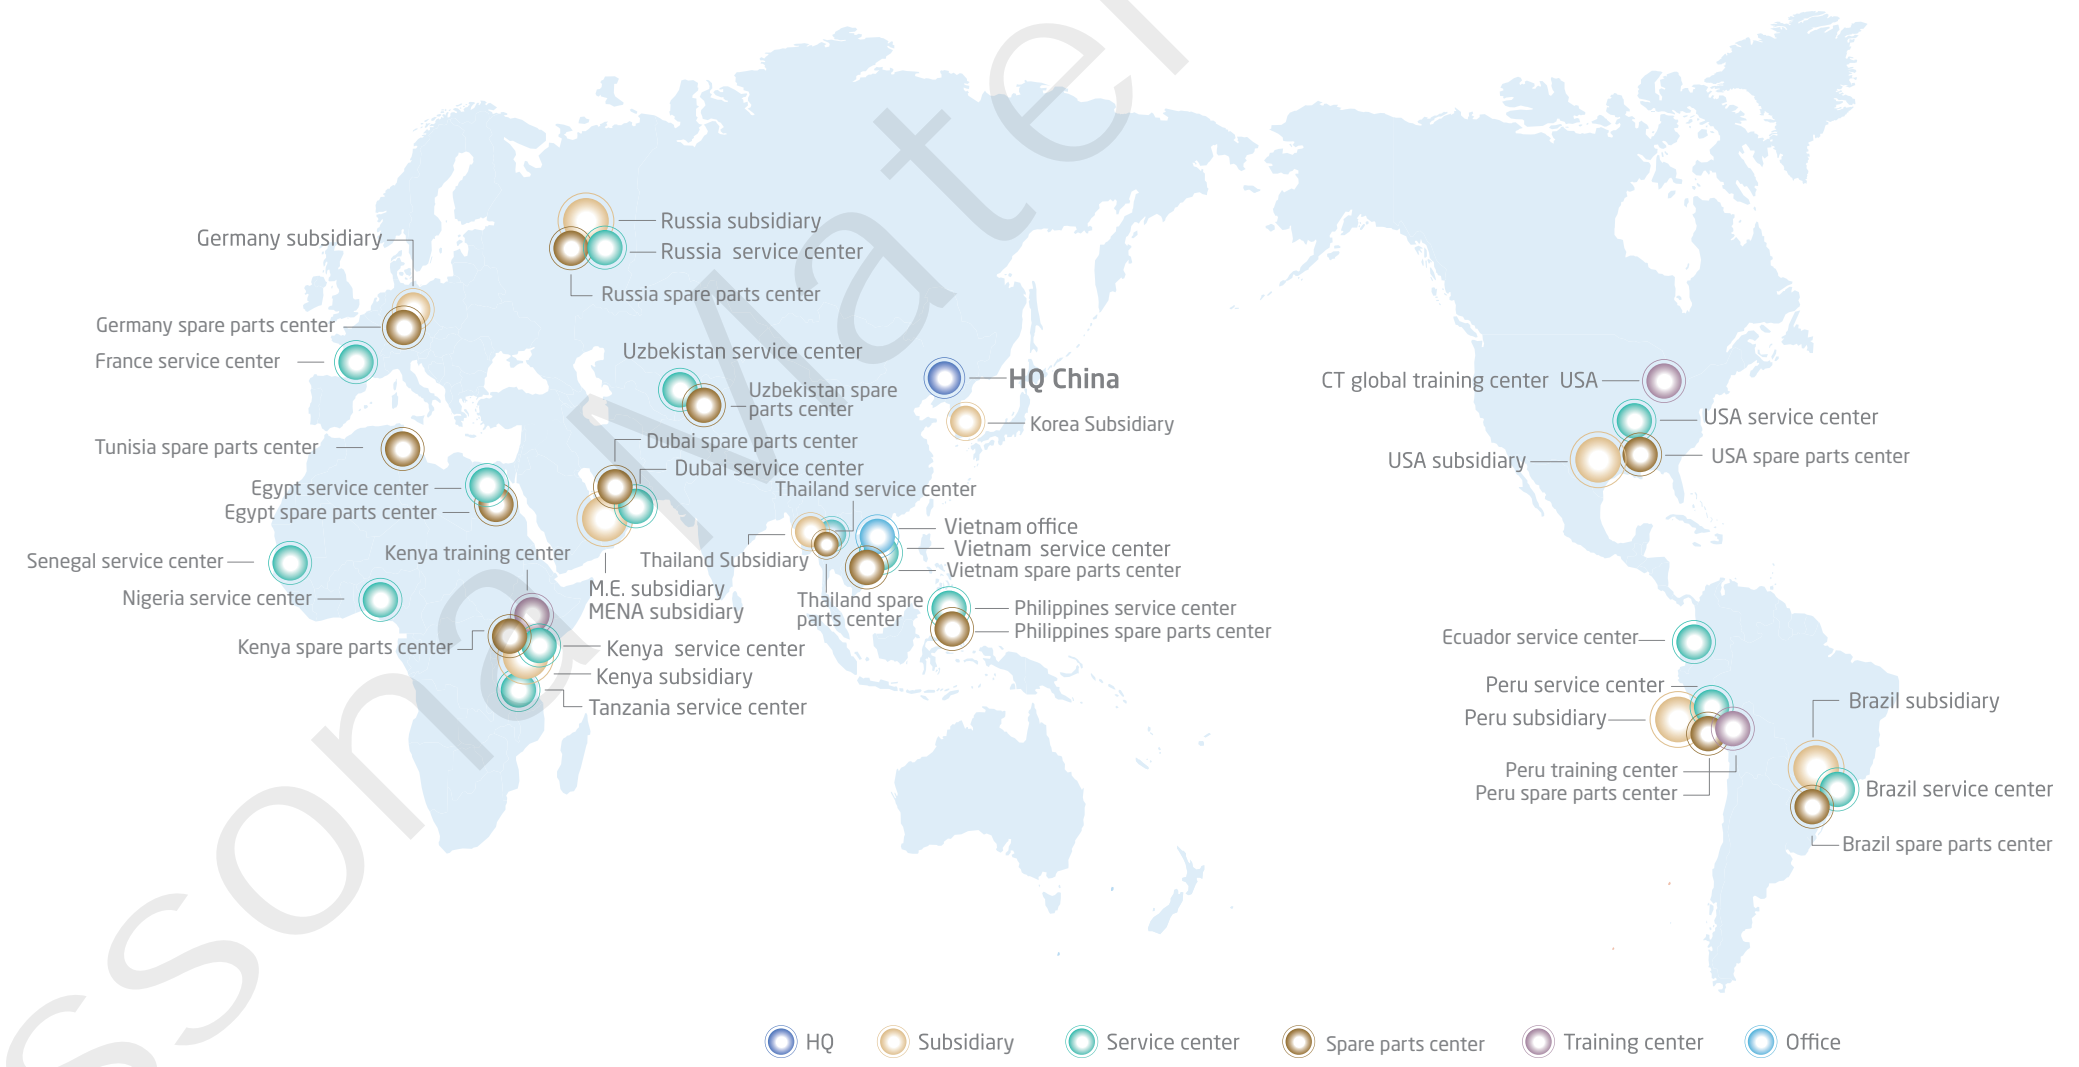 Russia subsidiary
Germany subsidiary
Russia  service center
Russia spare parts center
Germany spare parts center
France service center
Uzbekistan service center
Uzbekistan spare
parts center
HQ China
Korea Subsidiary
CT global training center  USA
USA service center
USA subsidiary
USA spare parts center
Tunisia spare parts center
Dubai spare parts center
Dubai service center
Egypt service center
Egypt spare parts center
Thailand service center
Vietnam office
Vietnam  service center
Vietnam spare parts center
Senegal service center
Kenya training center
Thailand Subsidiary
M.E. subsidiary
MENA subsidiary
Nigeria service center
Thailand spare
parts center
Philippines service center
Philippines spare parts center
Kenya spare parts center
Kenya  service center
Kenya subsidiary
Tanzania service center
Ecuador service center
Peru service center
Peru subsidiary
Brazil subsidiary
Peru training center
Peru spare parts center
Brazil service center
Brazil spare parts center
HQ
Subsidiary
Service center
Spare parts center
Training center
Office